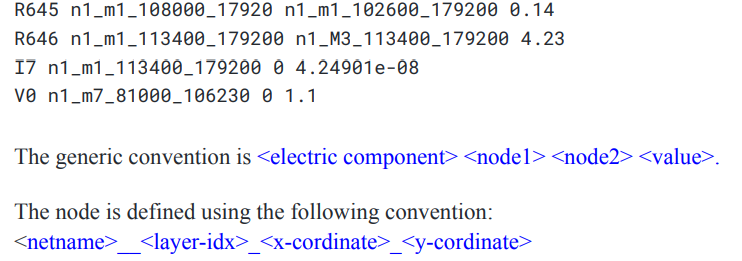 R645 n1_m1_108000_17920 n1_m1_102600_179200 0.14
R646 n1_m1_113400_179200 n1_M3_113400_179200 4.23
I7 n1_m1_113400_179200 0 4.24901e-08
V0 n1_m7_81000_106230 0 1.1
The generic convention is <electric component> <node1> <node2> <value>.
The node is defined using the following convention:
<netname>__<layer-idx>_<x-cordinate>_<y-cordinate>